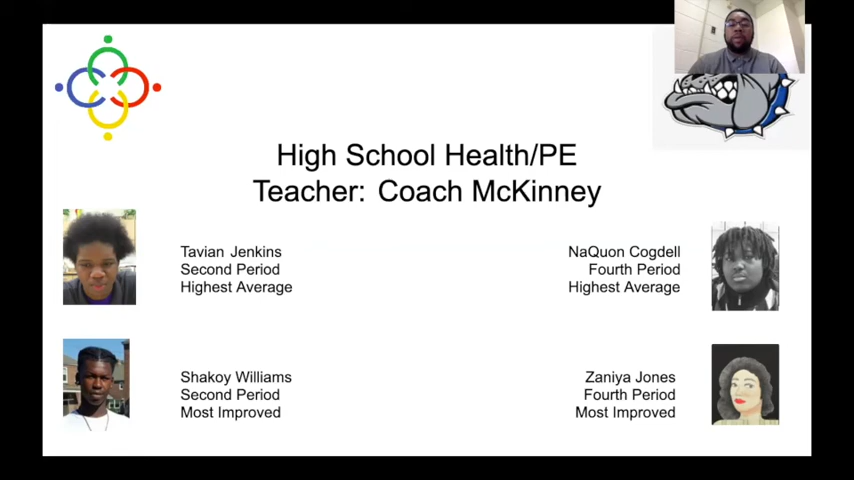 High School Health/PE
Teacher: Coach McKinney
Tavian Jenkins
Second Period
Highest Average
NaQuon Cogdell
Fourth Period
Highest Average
Shakoy Williams
Second Period
Most Improved
Zaniya Jones
Fourth Period
Most Improved